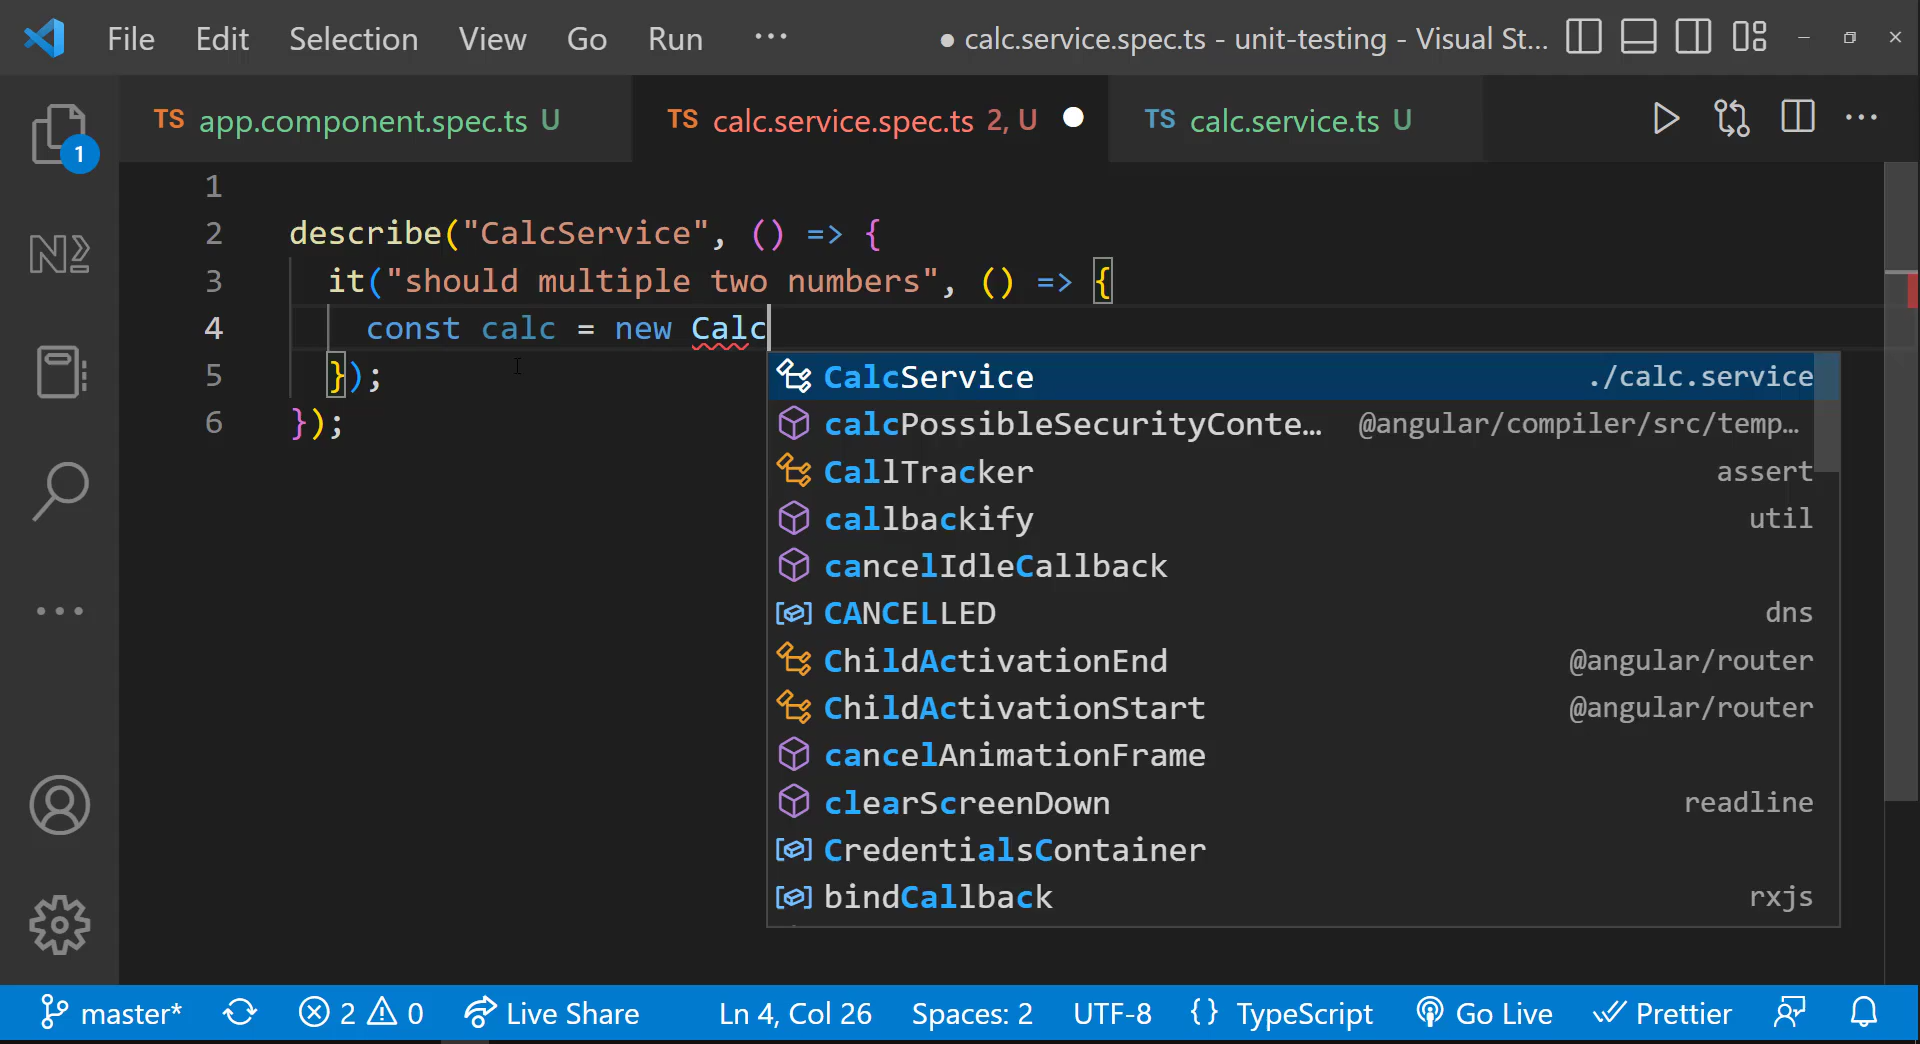 File Edit Selection View Go Run ··· ● calc.service.spec.ts - unit-testing - Visual St...
TS app.component.spec.ts U TS calc.service.spec.ts 2, U ● TS calc.service.ts U
1
1
2 describe("CalcService", () => {
3 it("should multiple two numbers", () => {
4 const calc = new Calc
5 });
6 });
CalcService ./calc.service
calcPossibleSecurityConte… @angular/compiler/src/temp…
CallTracker assert
callbackify util
cancelIdleCallback
CANCELLED dns
ChildActivationEnd @angular/router
ChildActivationStart @angular/router
cancelAnimationFrame
clearScreenDown readline
CredentialsContainer
bindCallback rxjs
master* 2 0 Live Share Ln 4, Col 26 Spaces: 2 UTF-8 {} TypeScript Go Live Prettier